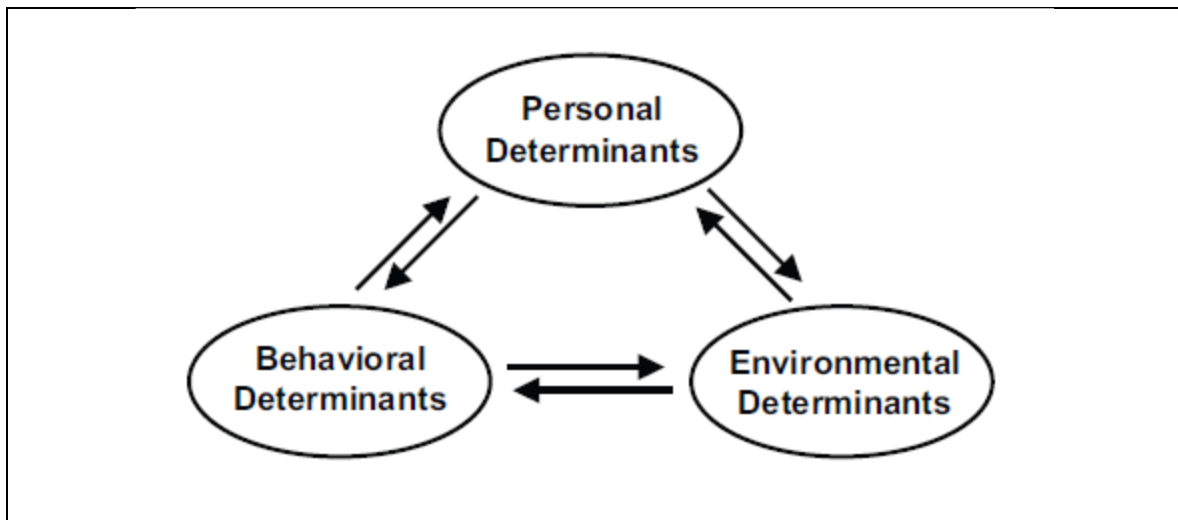 Personal
Determinants
Behavioral
Determinants
Environmental
Determinants